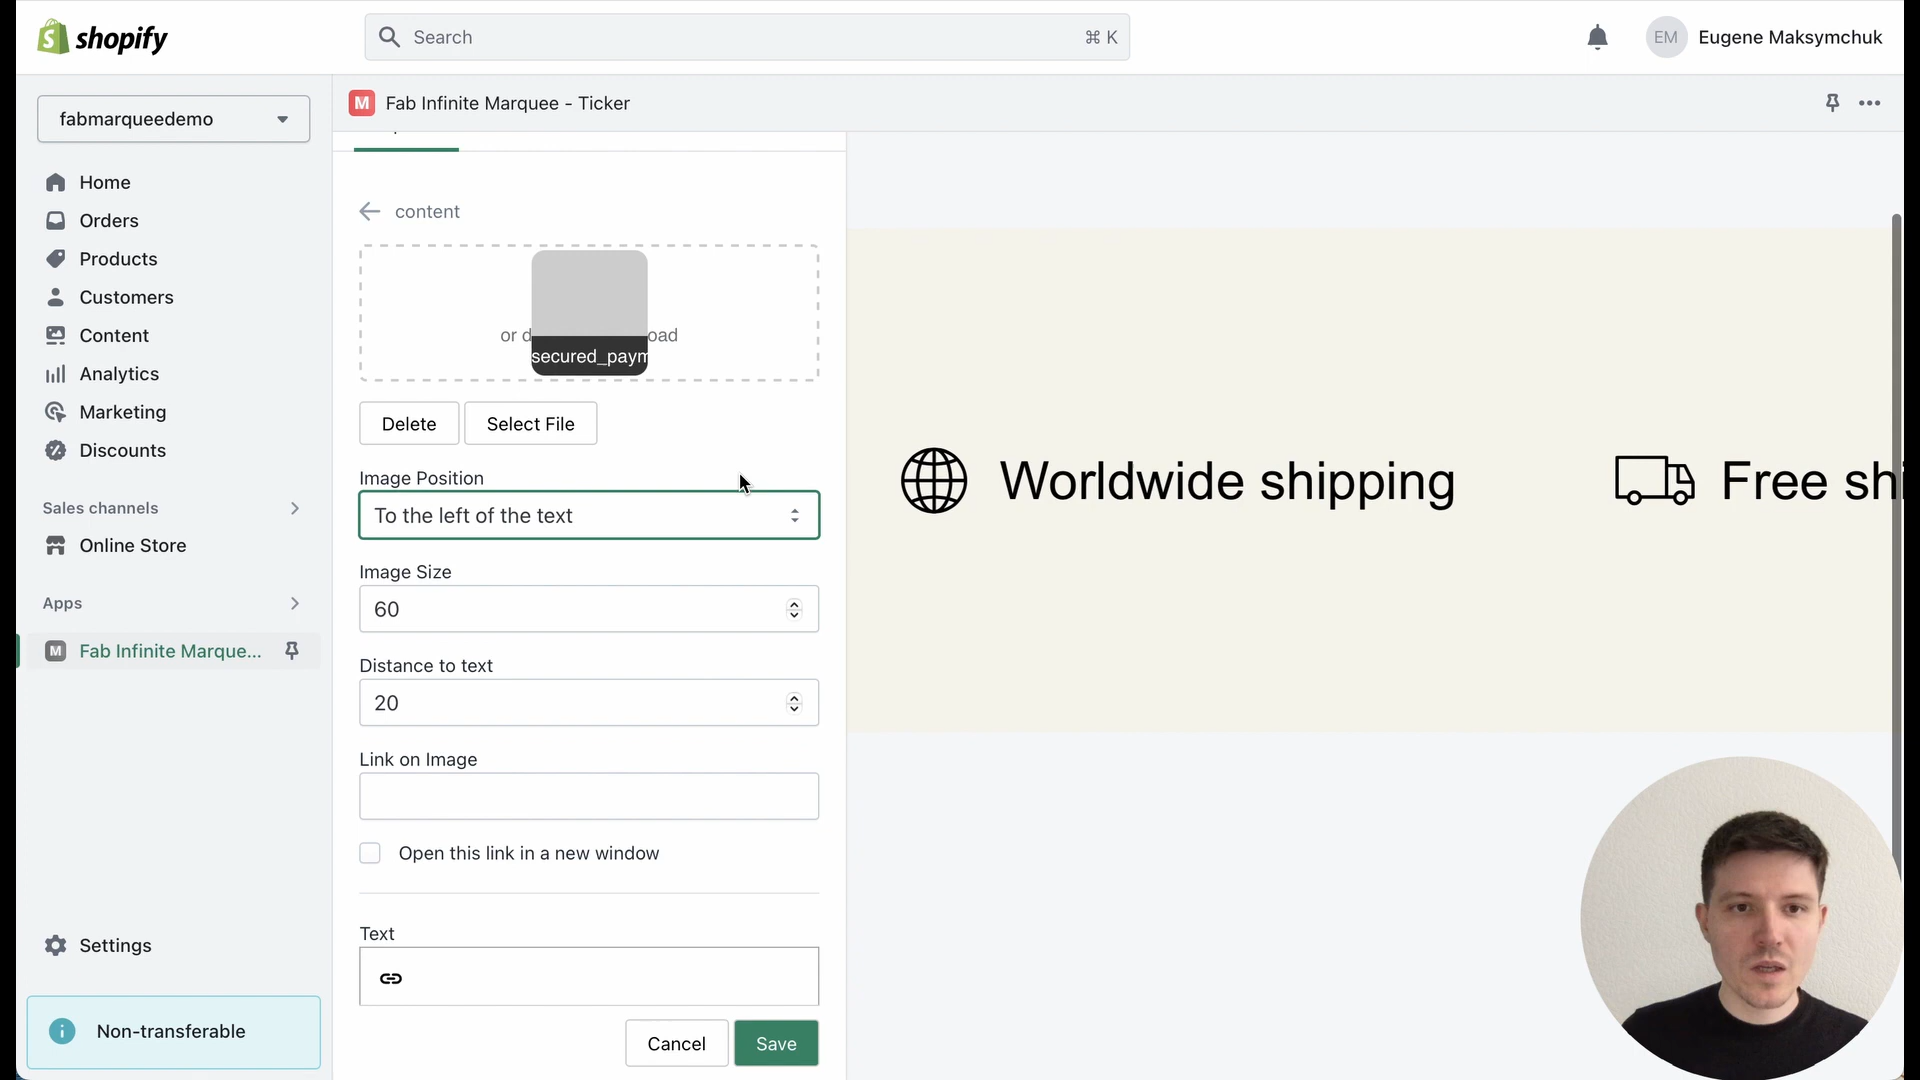 shopify
Search
⌘ K
EM
Eugene Maksymchuk
fabmarqueedemo
M Fab Infinite Marquee - Ticker
Home
Orders
Products
Customers
Content
Analytics
Marketing
Discounts
Sales channels
Online Store
Apps
M Fab Infinite Marque...
Settings
Non-transferable
content
or d oad
secured_paym
Delete
Select File
Image Position
To the left of the text
Image Size
60
Distance to text
20
Link on Image
Open this link in a new window
Text
Cancel
Save
Worldwide shipping
Free shi